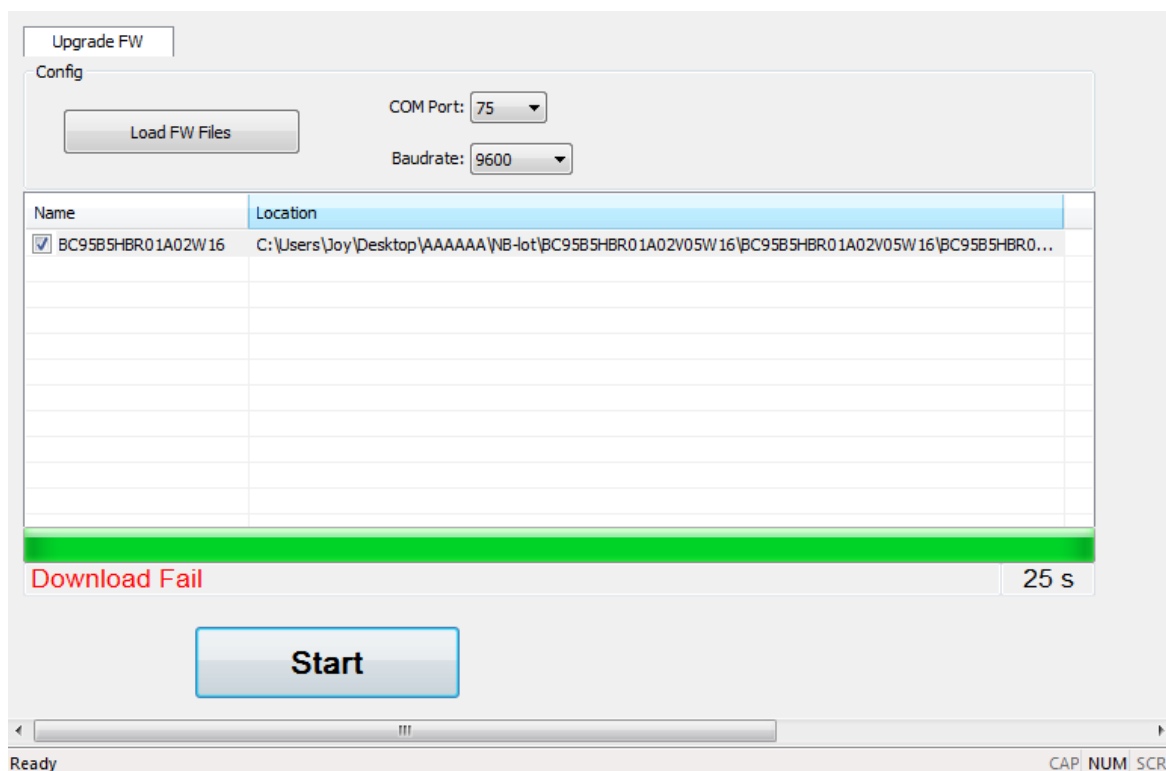 Upgrade FW
Config
Load FW Files
COM Port: 75
Baudrate: 9600
Name Location
BC95B5HBR01A02W16 C:\Users\Joy\Desktop\AAAAAA\NB-lot\BC95B5HBR01A02V05W16\BC95B5HBR01A02V05W16\BC95B5HBR0...
Download Fail 25 s
Start
Ready CAP NUM SCR